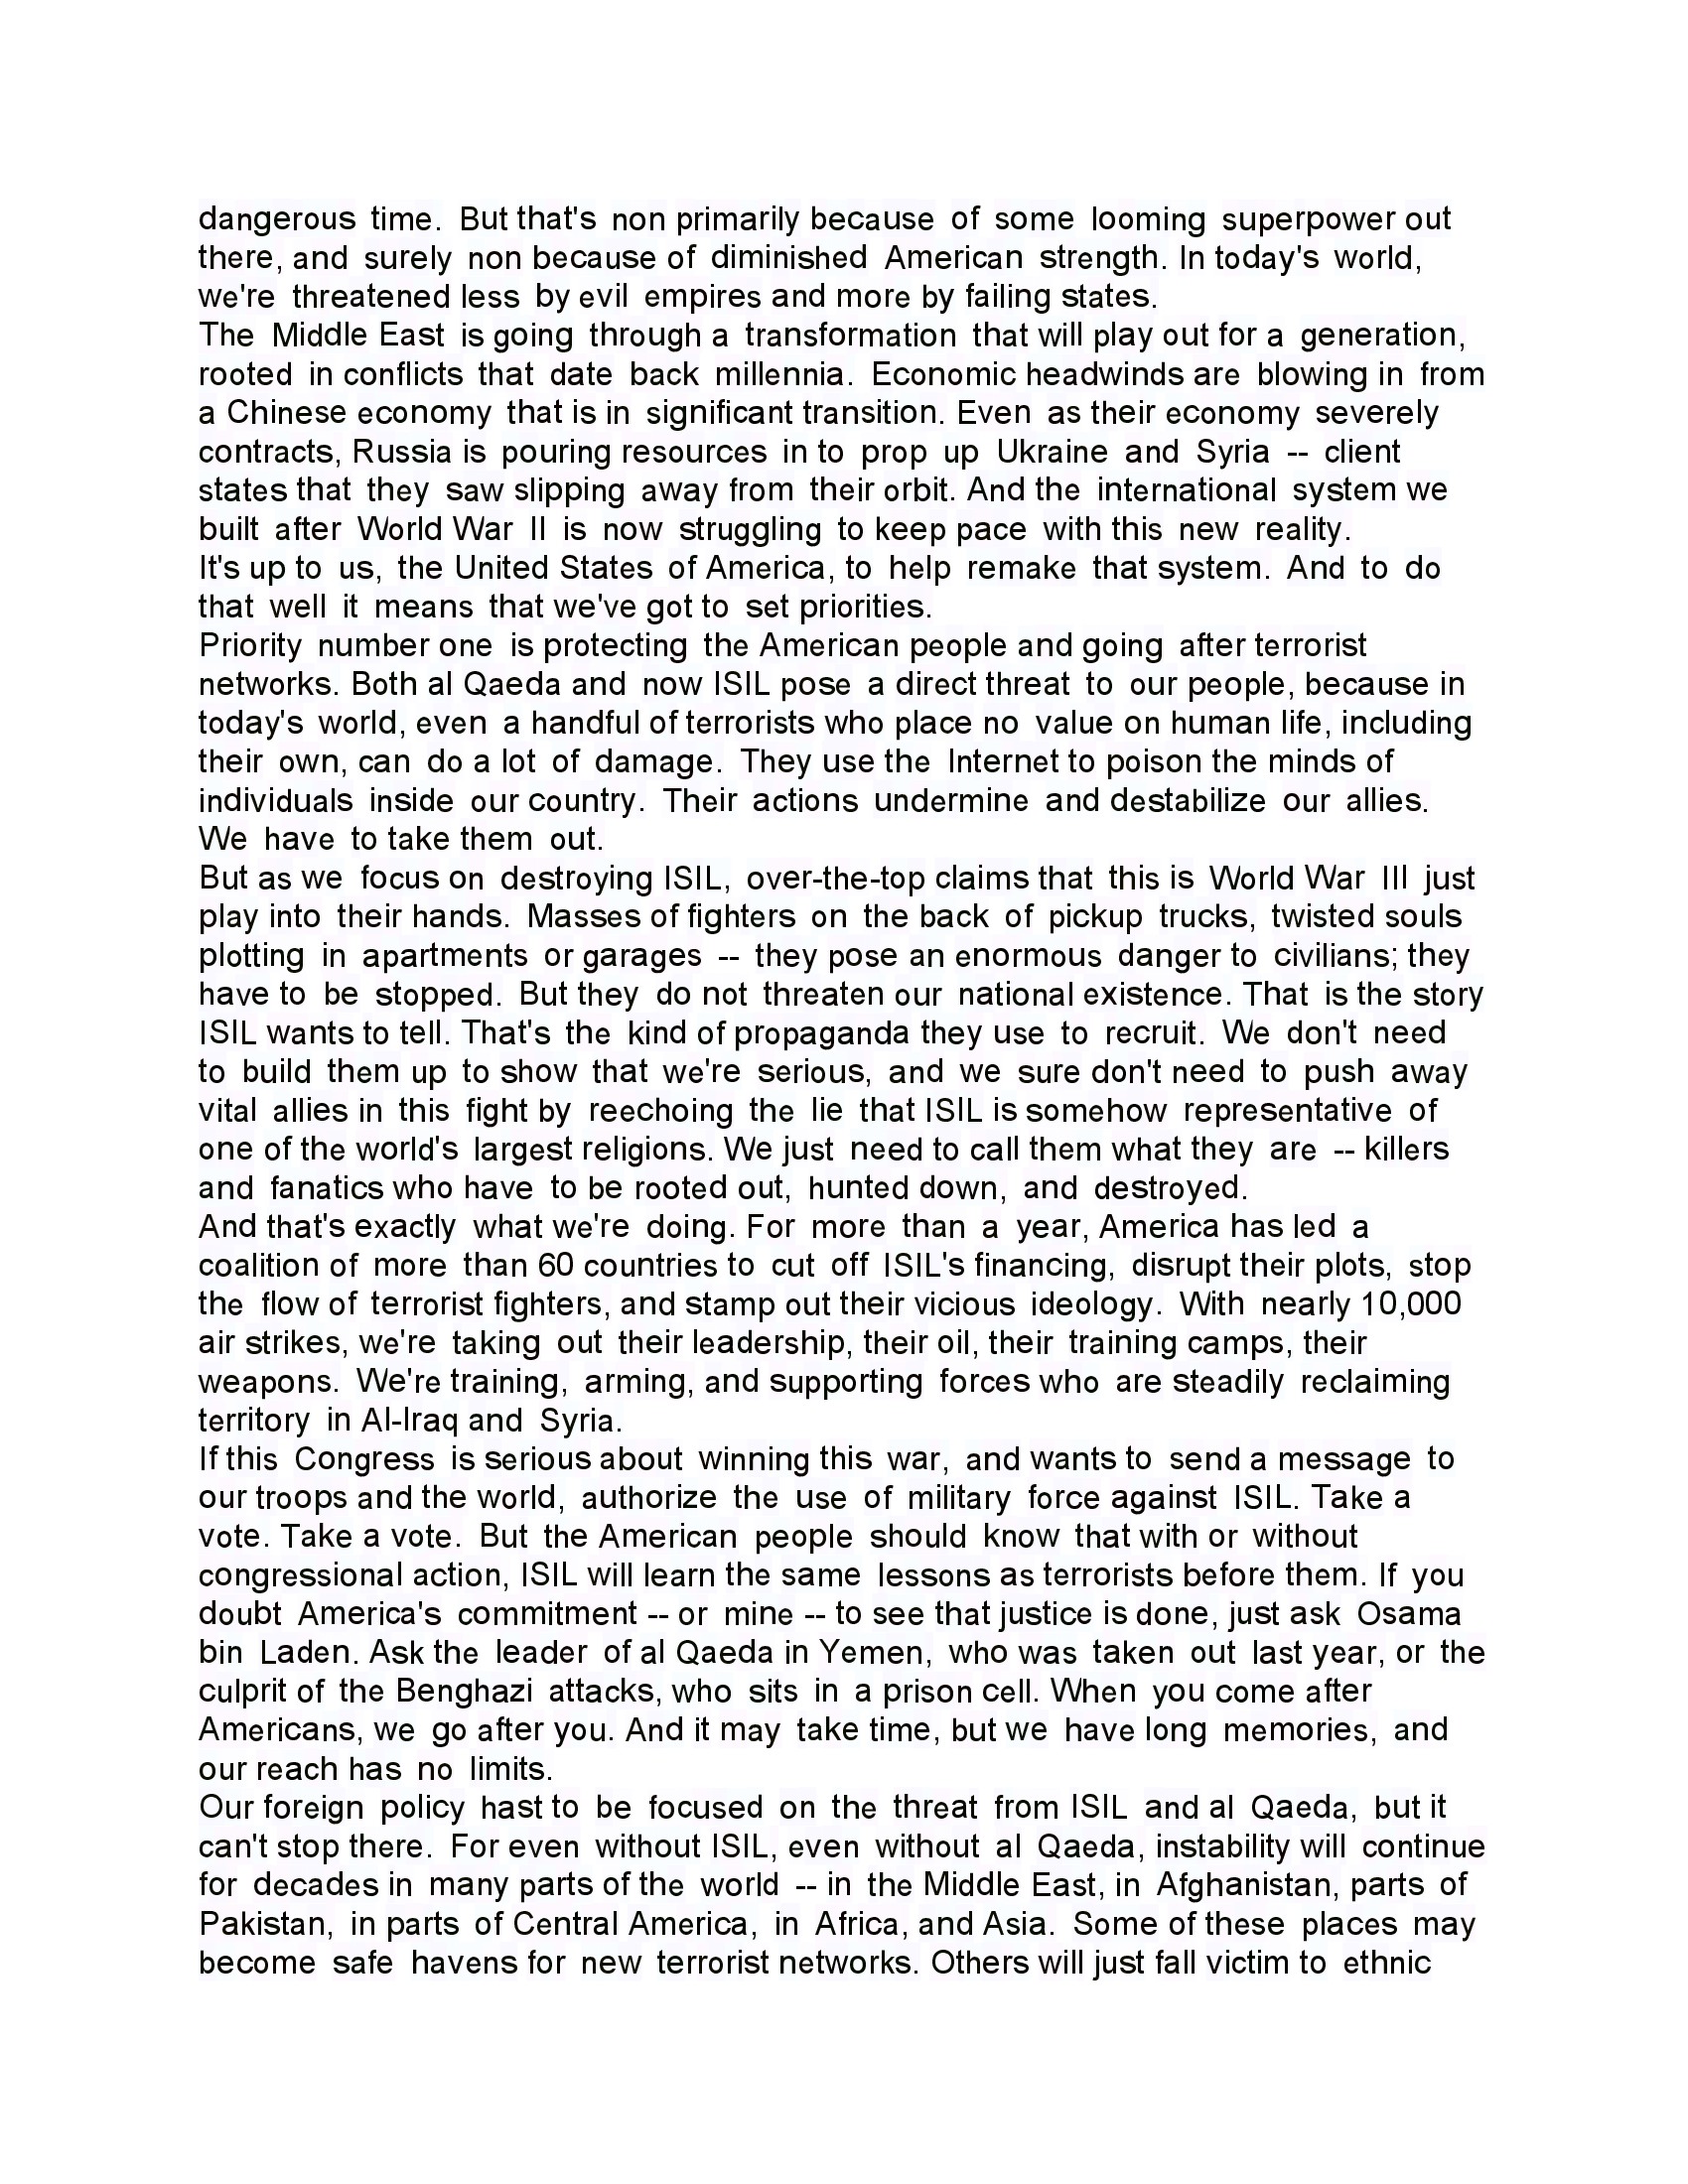 dangerous time. But that's non primarily because of some looming superpower out
there, and surely non because of diminished American strength. In today's world,
we're threatened less by evil empires and more by failing states.
The Middle East is going through a transformation that will play out for a generation,
rooted in conflicts that date back millennia. Economic headwinds are blowing in from
a Chinese economy that is in significant transition. Even as their economy severely
contracts, Russia is pouring resources in to prop up Ukraine and Syria -- client
states that they saw slipping away from their orbit. And the international system we
built after World War II is now struggling to keep pace with this new reality.
It's up to us, the United States of America, to help remake that system. And to do
that well it means that we've got to set priorities.
Priority number one is protecting the American people and going after terrorist
networks. Both al Qaeda and now ISIL pose a direct threat to our people, because in
today's world, even a handful of terrorists who place no value on human life, including
their own, can do a lot of damage. They use the Internet to poison the minds of
individuals inside our country. Their actions undermine and destabilize our allies.
We have to take them out.
But as we focus on destroying ISIL, over-the-top claims that this is World War III just
play into their hands. Masses of fighters on the back of pickup trucks, twisted souls
plotting in apartments or garages -- they pose an enormous danger to civilians; they
have to be stopped. But they do not threaten our national existence. That is the story
ISIL wants to tell. That's the kind of propaganda they use to recruit. We don't need
to build them up to show that we're serious, and we sure don't need to push away
vital allies in this fight by reechoing the lie that ISIL is somehow representative of
one of the world's largest religions. We just need to call them what they are -- killers
and fanatics who have to be rooted out, hunted down, and destroyed.
And that's exactly what we're doing. For more than a year, America has led a
coalition of more than 60 countries to cut off ISIL's financing, disrupt their plots, stop
the flow of terrorist fighters, and stamp out their vicious ideology. With nearly 10,000
air strikes, we're taking out their leadership, their oil, their training camps, their
weapons. We're training, arming, and supporting forces who are steadily reclaiming
territory in Al-Iraq and Syria.
If this Congress is serious about winning this war, and wants to send a message to
our troops and the world, authorize the use of military force against ISIL. Take a
vote. Take a vote. But the American people should know that with or without
congressional action, ISIL will learn the same lessons as terrorists before them. If you
doubt America's commitment -- or mine -- to see that justice is done, just ask Osama
bin Laden. Ask the leader of al Qaeda in Yemen, who was taken out last year, or the
culprit of the Benghazi attacks, who sits in a prison cell. When you come after
Americans, we go after you. And it may take time, but we have long memories, and
our reach has no limits.
Our foreign policy hast to be focused on the threat from ISIL and al Qaeda, but it
can't stop there. For even without ISIL, even without al Qaeda, instability will continue
for decades in many parts of the world -- in the Middle East, in Afghanistan, parts of
Pakistan, in parts of Central America, in Africa, and Asia. Some of these places may
become safe havens for new terrorist networks. Others will just fall victim to ethnic